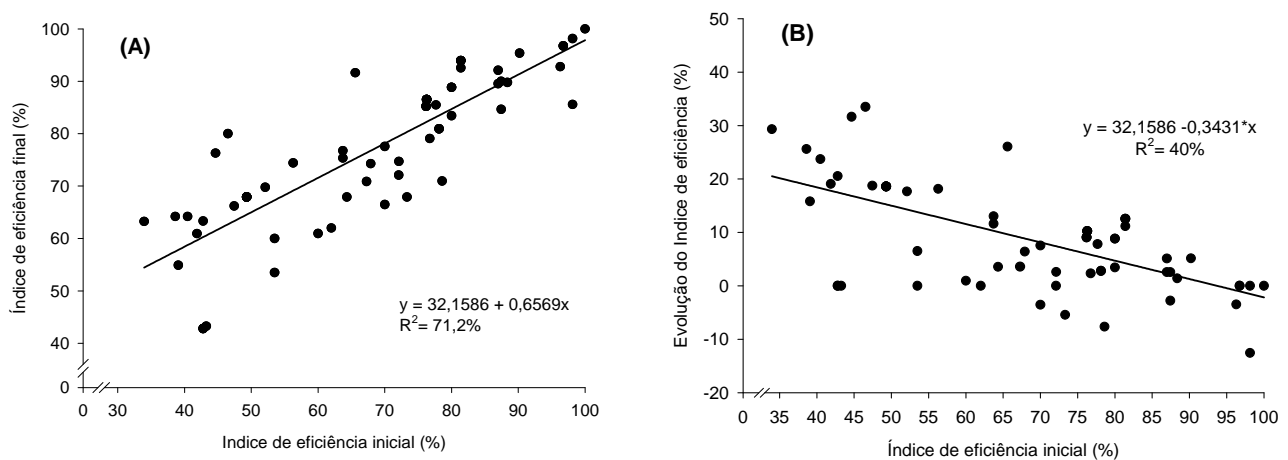 (A)
Índice de eficiência final (%)
100
90
80
70
60
50
40
0
y = 32,1586 + 0,6569x
R2= 71,2%
0 30 40 50 60 70 80 90 100
Indice de eficiência inicial (%)
(B)
Evolução do Indice de eficiência (%)
50
40
30
20
10
0
-10
-20
y = 32,1586 -0,3431*x
R2= 40%
0 35 40 45 50 55 60 65 70 75 80 85 90 95 100
Índice de eficiência inicial (%)